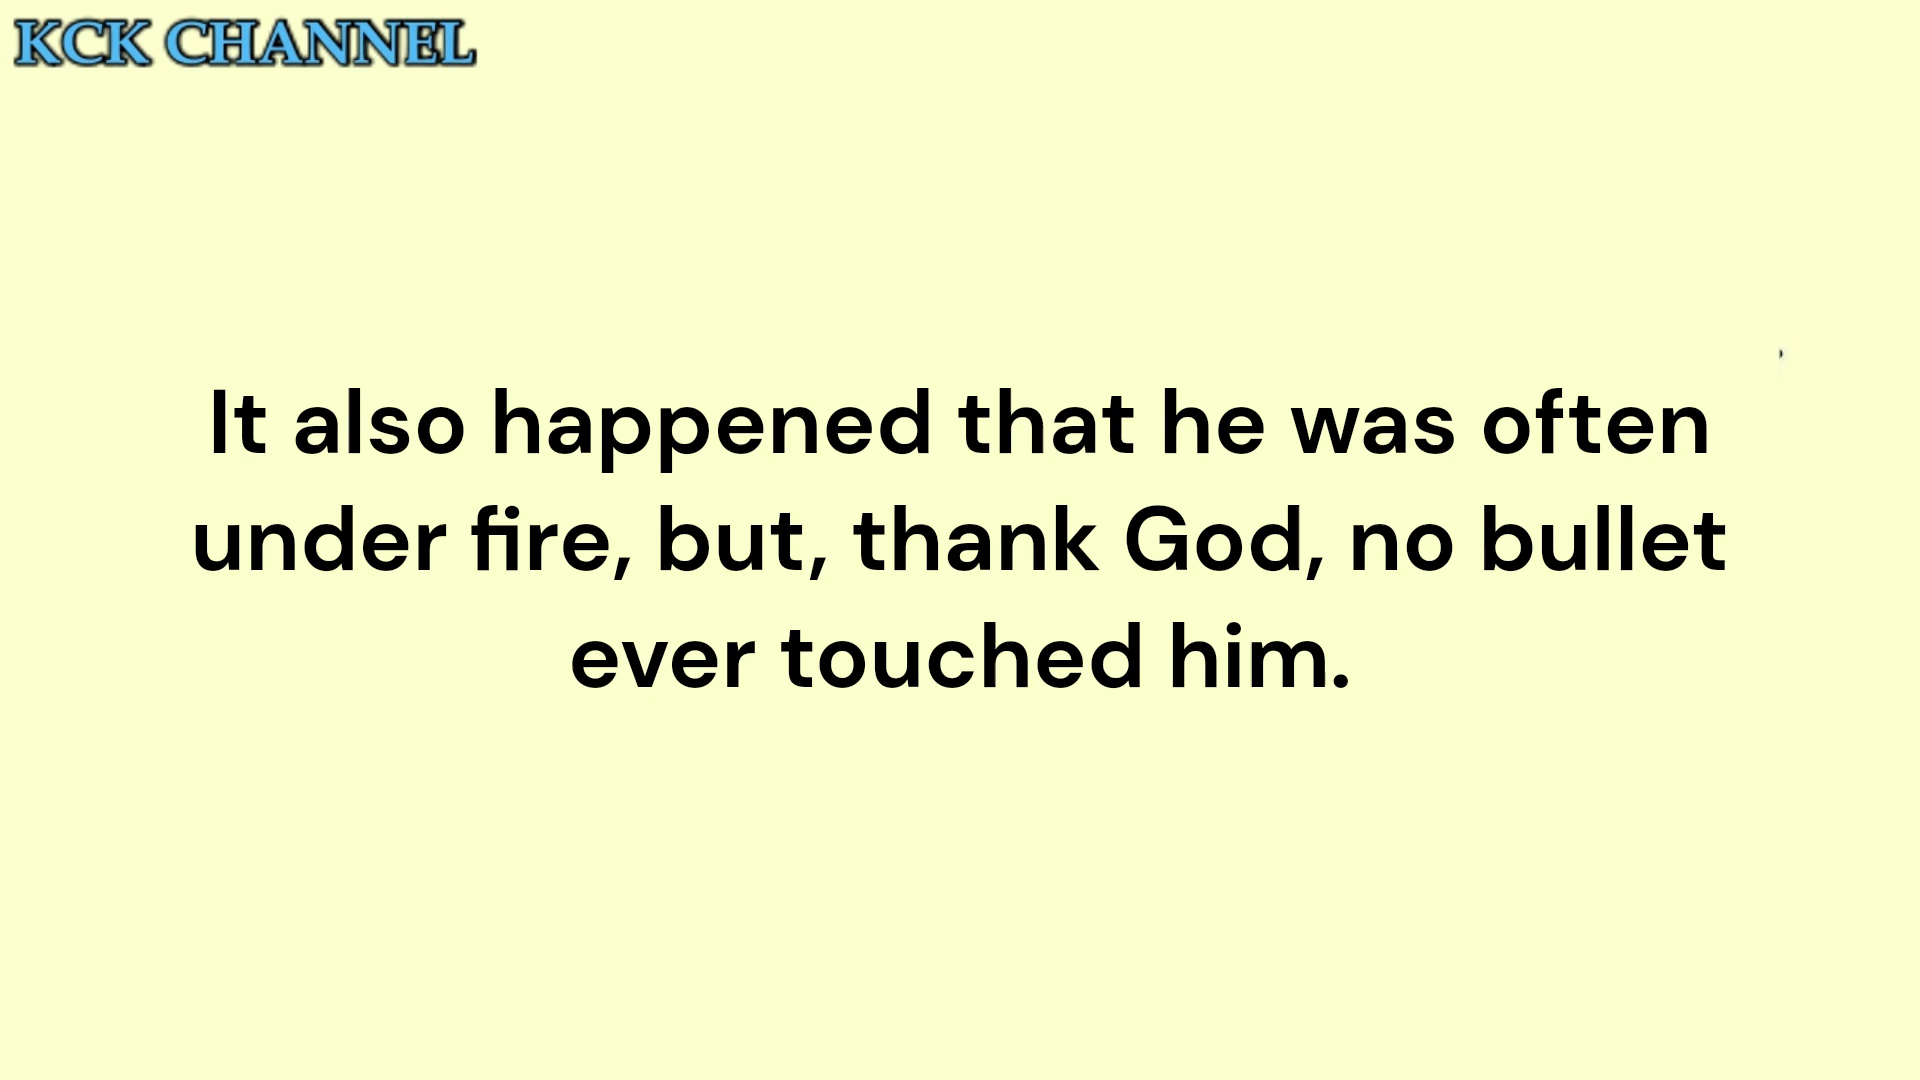 KCK CHANNEL
It also happened that he was often
under fire, but, thank God, no bullet
ever touched him.